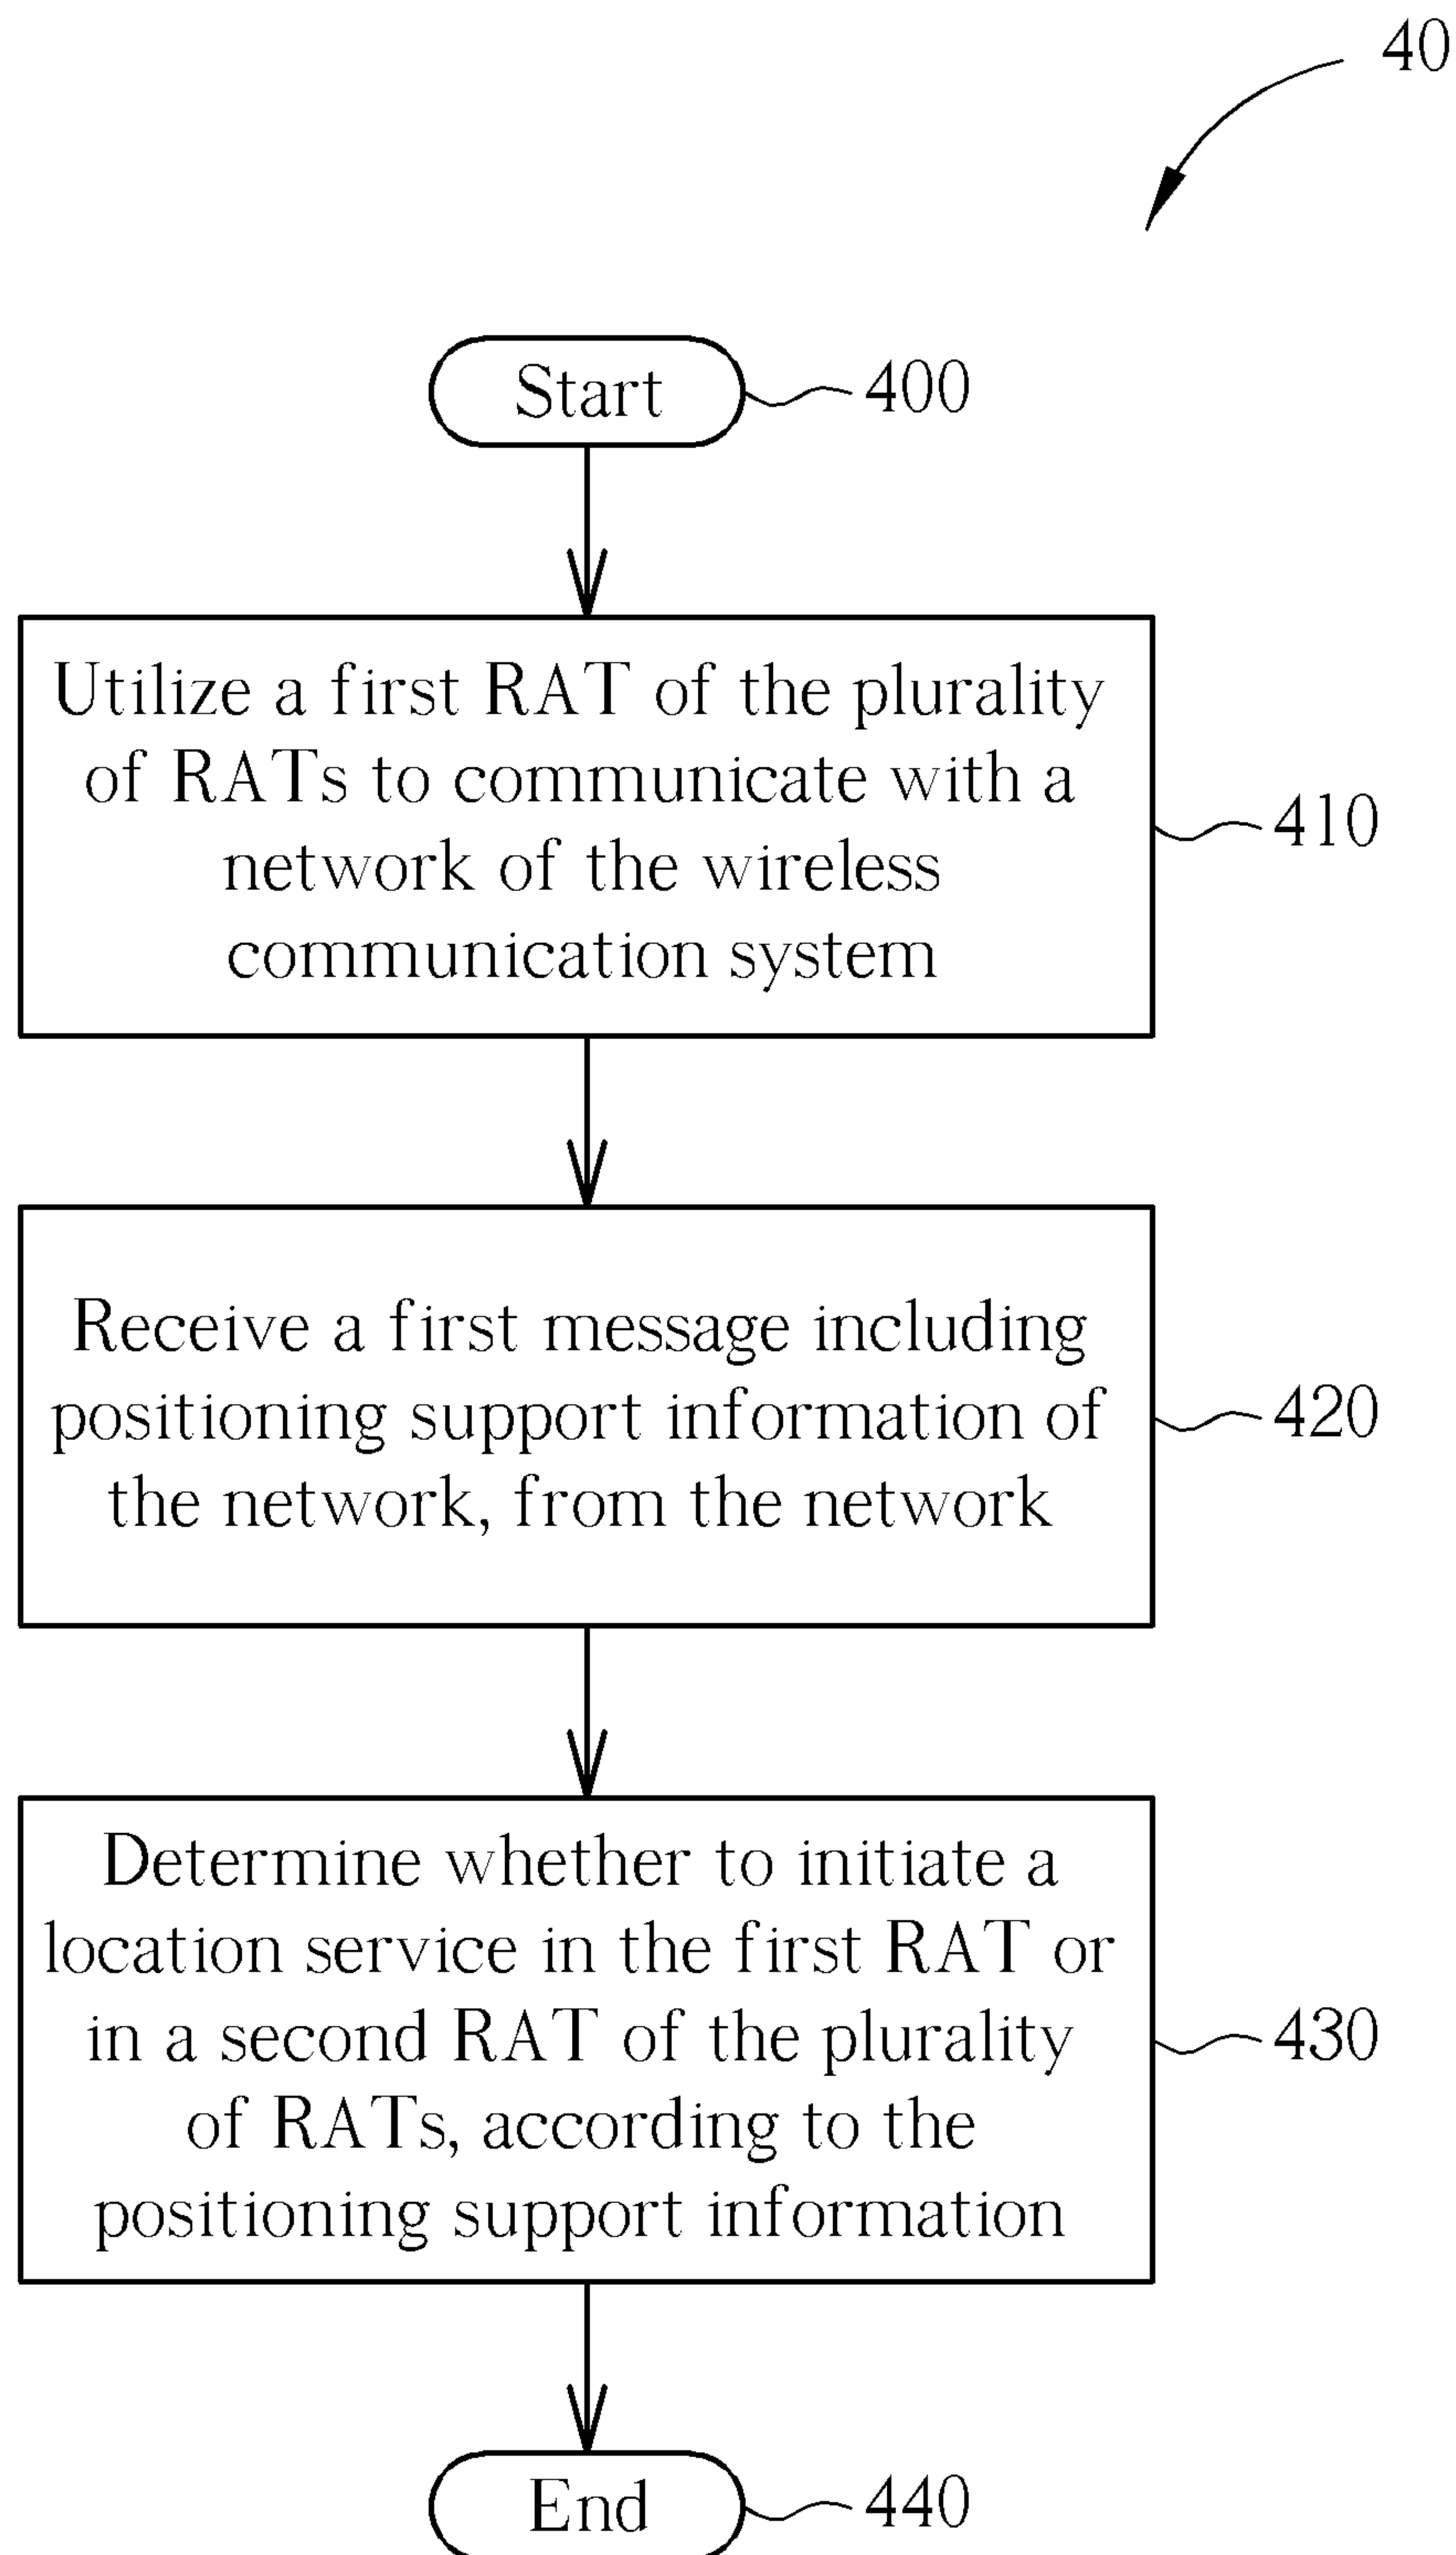 40
Start
400
Utilize a first RAT of the plurality
of RATs to communicate with a
network of the wireless
communication system
410
Receive a first message including
positioning support information of
the network, from the network
420
Determine whether to initiate a
location service in the first RAT or
in a second RAT of the plurality
of RATs, according to the
positioning support information
430
End
440